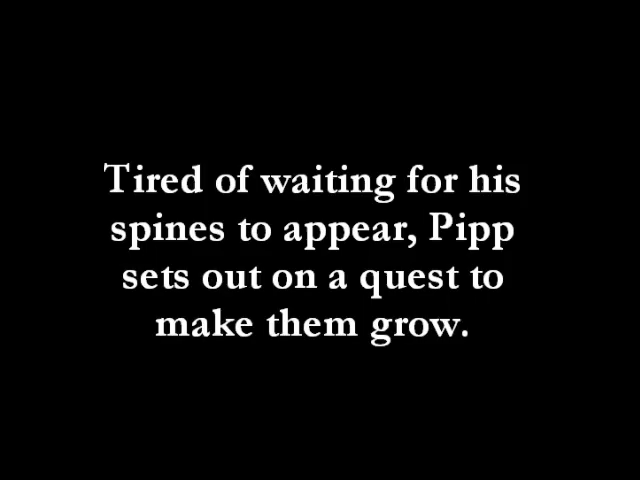 Tired of waiting for his
spines to appear, Pipp
sets out on a quest to
make them grow.